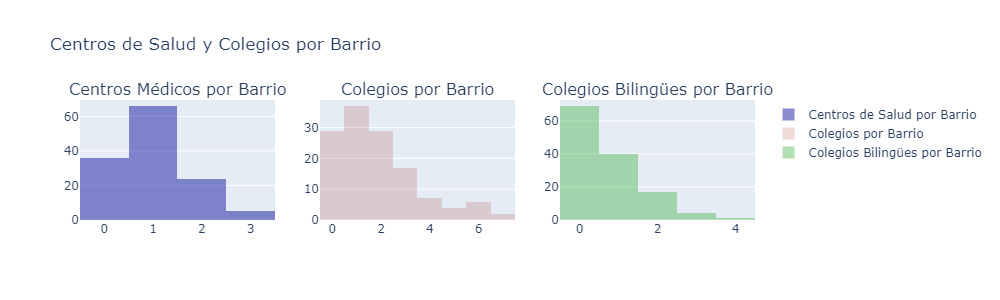 Centros de Salud y Colegios por Barrio
Centros Médicos por Barrio
60
40
20
0
0 1 2 3
Colegios por Barrio
30
20
10
0
0 2 4 6
Colegios Bilingües por Barrio
60
40
20
0
0 2 4
Centros de Salud por Barrio
Colegios por Barrio
Colegios Bilingües por Barrio